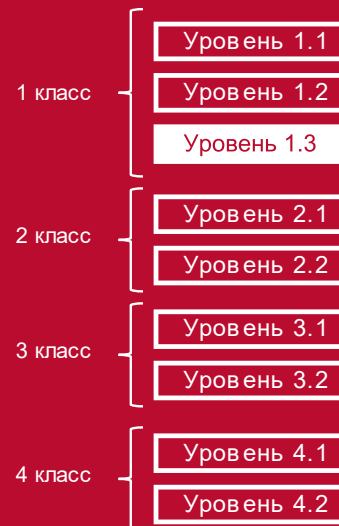 1 класс
Уровень 1.1
Уровень 1.2
Уровень 1.3
2 класс
Уровень 2.1
Уровень 2.2
3 класс
Уровень 3.1
Уровень 3.2
4 класс
Уровень 4.1
Уровень 4.2